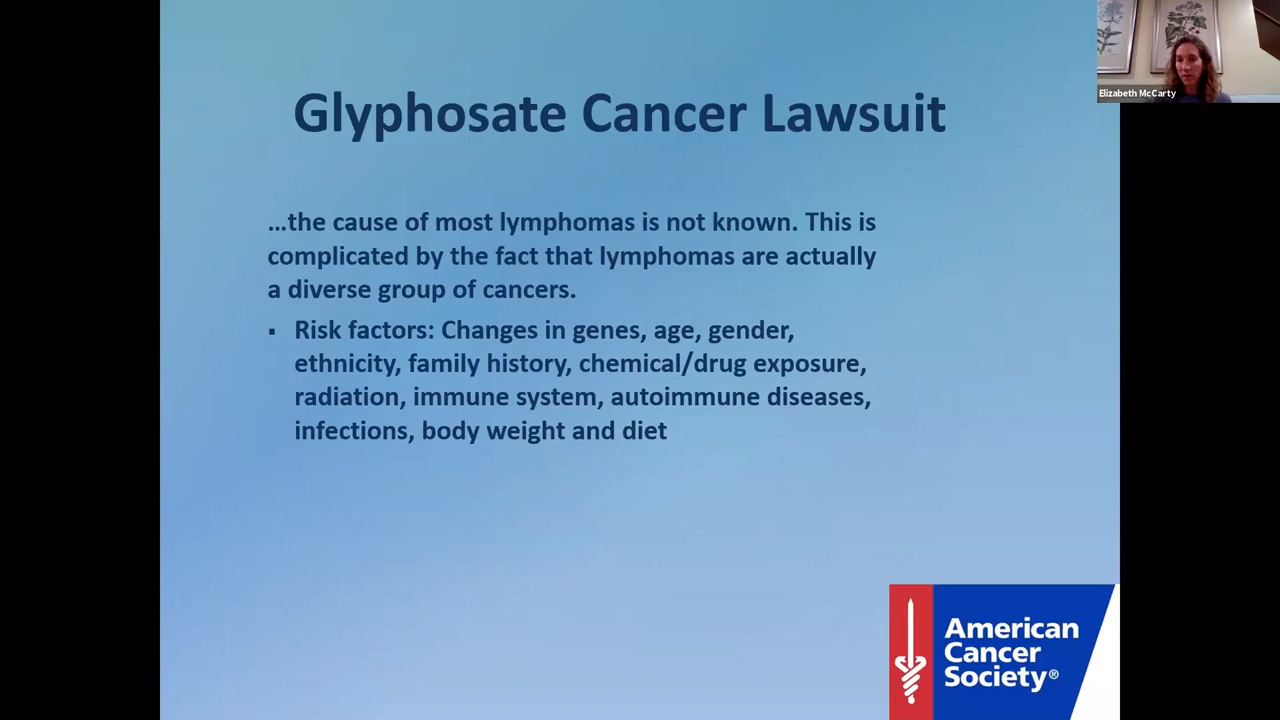 Glyphosate Cancer Lawsuit
...the cause of most lymphomas is not known. This is
complicated by the fact that lymphomas are actually
a diverse group of cancers.
▪ Risk factors: Changes in genes, age, gender,
ethnicity, family history, chemical/drug exposure,
radiation, immune system, autoimmune diseases,
infections, body weight and diet
American
Cancer
Society®
Elizabeth McCarty